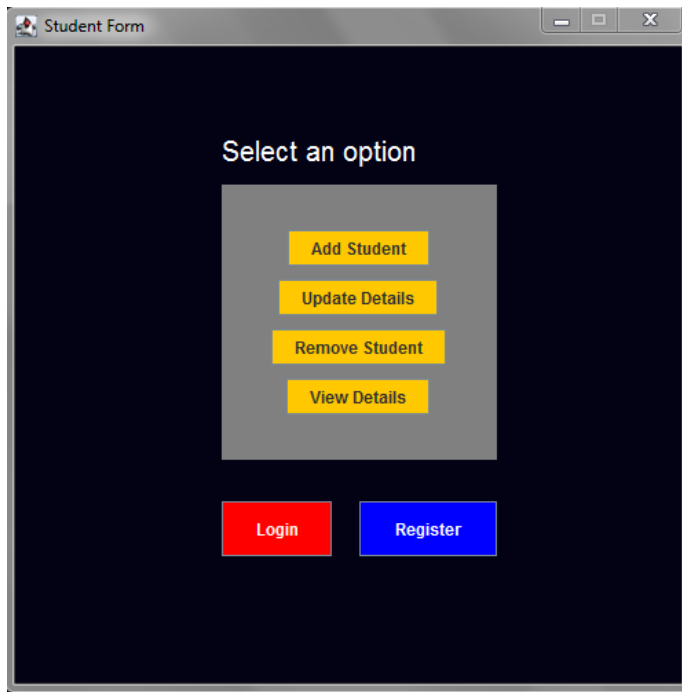 Student Form
Select an option
Add Student
Update Details
Remove Student
View Details
Login Register